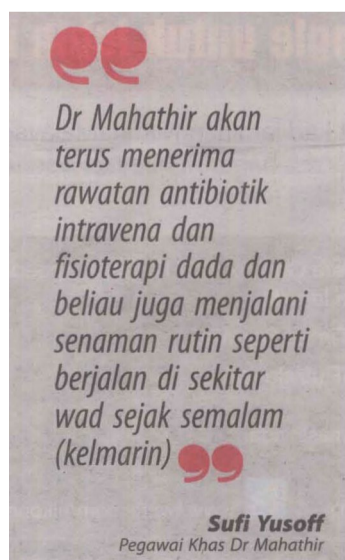 Dr Mahathir akan
terus menerima
rawatan antibiotik
intravena dan
fisioterapi dada dan
beliau juga menjalani
senaman rutin seperti
berjalan di sekitar
wad sejak semalam
(kelmarin)
Sufi Yusoff
Pegawai Khas Dr Mahathir